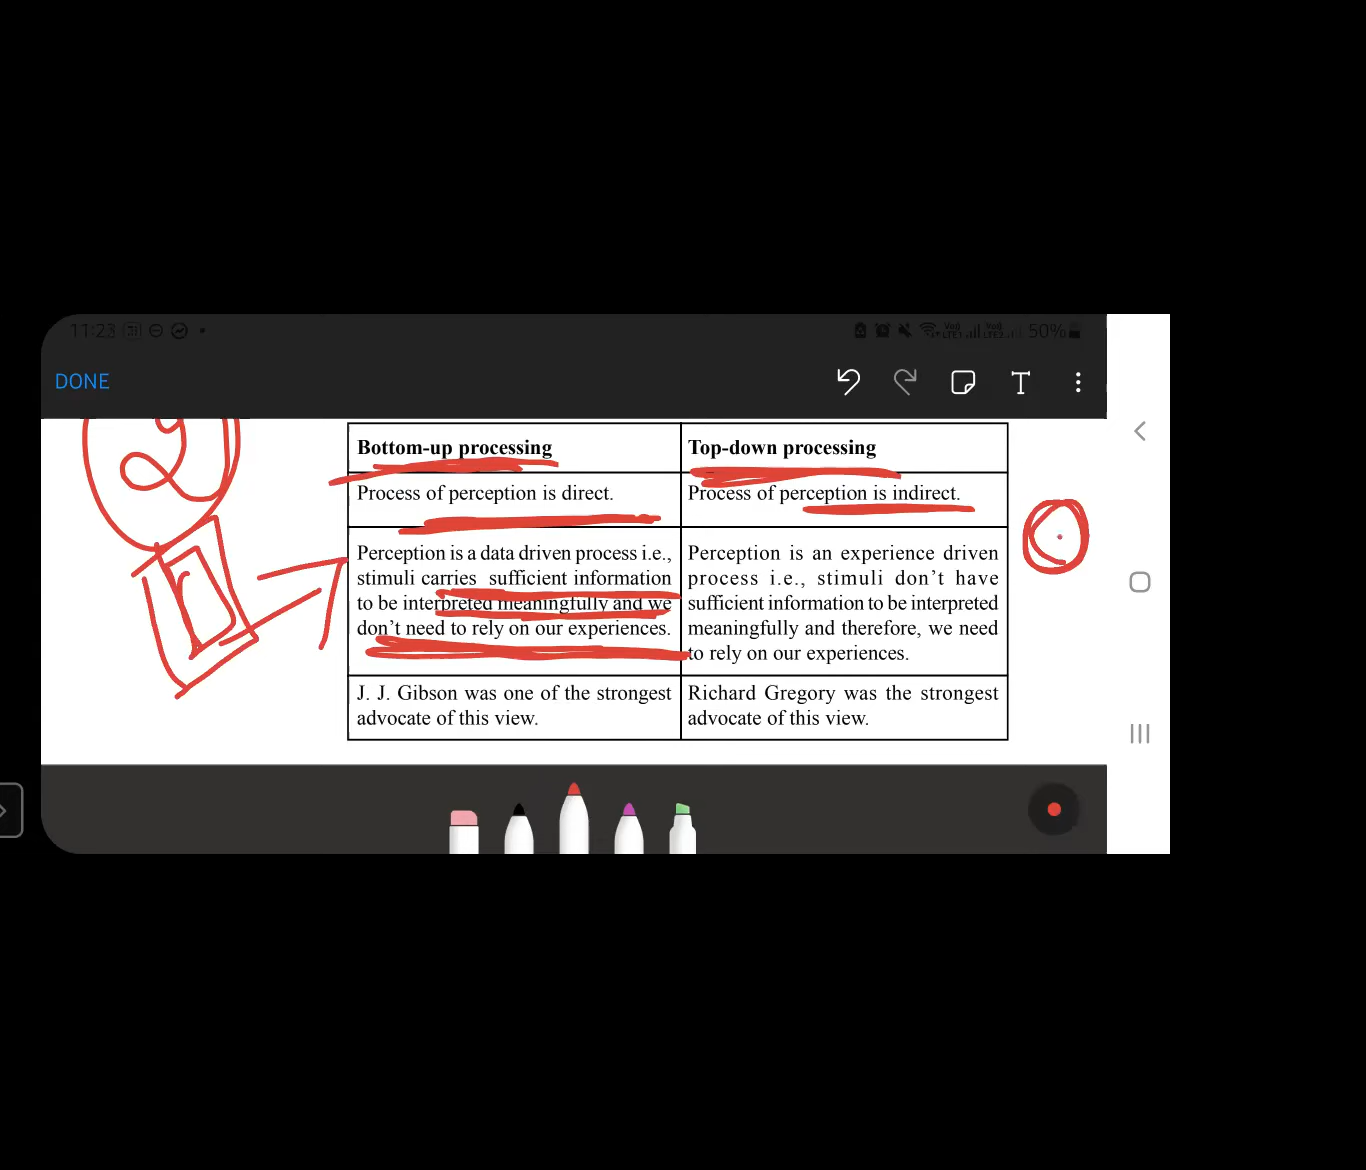 11:23
50%
DONE
Bottom-up processing
Top-down processing
Process of perception is direct.
Process of perception is indirect.
Perception is a data driven process i.e.,
stimuli carries sufficient information
to be interpreted meaningfully and we
don't need to rely on our experiences.
Perception is an experience driven
process i.e., stimuli don't have
sufficient information to be interpreted
meaningfully and therefore, we need
to rely on our experiences.
J. J. Gibson was one of the strongest
advocate of this view.
Richard Gregory was the strongest
advocate of this view.